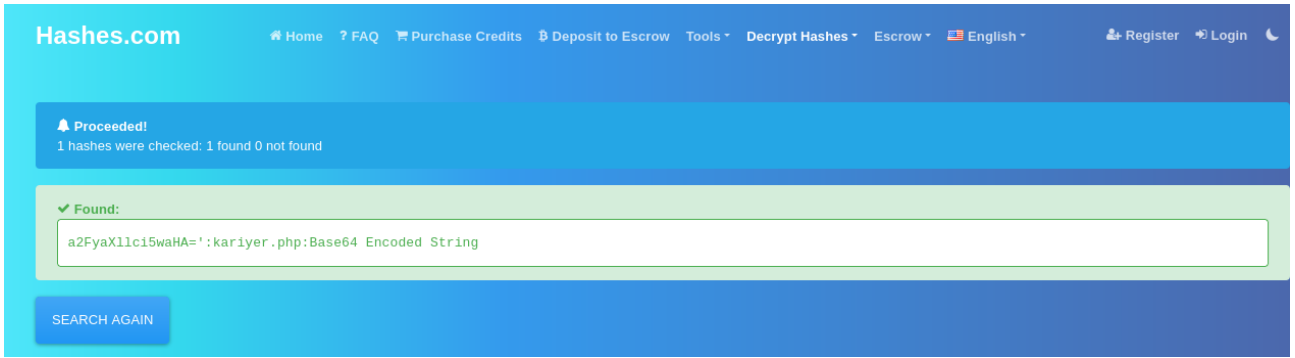 Hashes.com
Home ? FAQ Purchase Credits Deposit to Escrow Tools Decrypt Hashes Escrow English Register Login
Proceeded!
1 hashes were checked: 1 found 0 not found
Found:
a2FyaXllci5waHA=':kariyer.php:Base64 Encoded String
SEARCH AGAIN